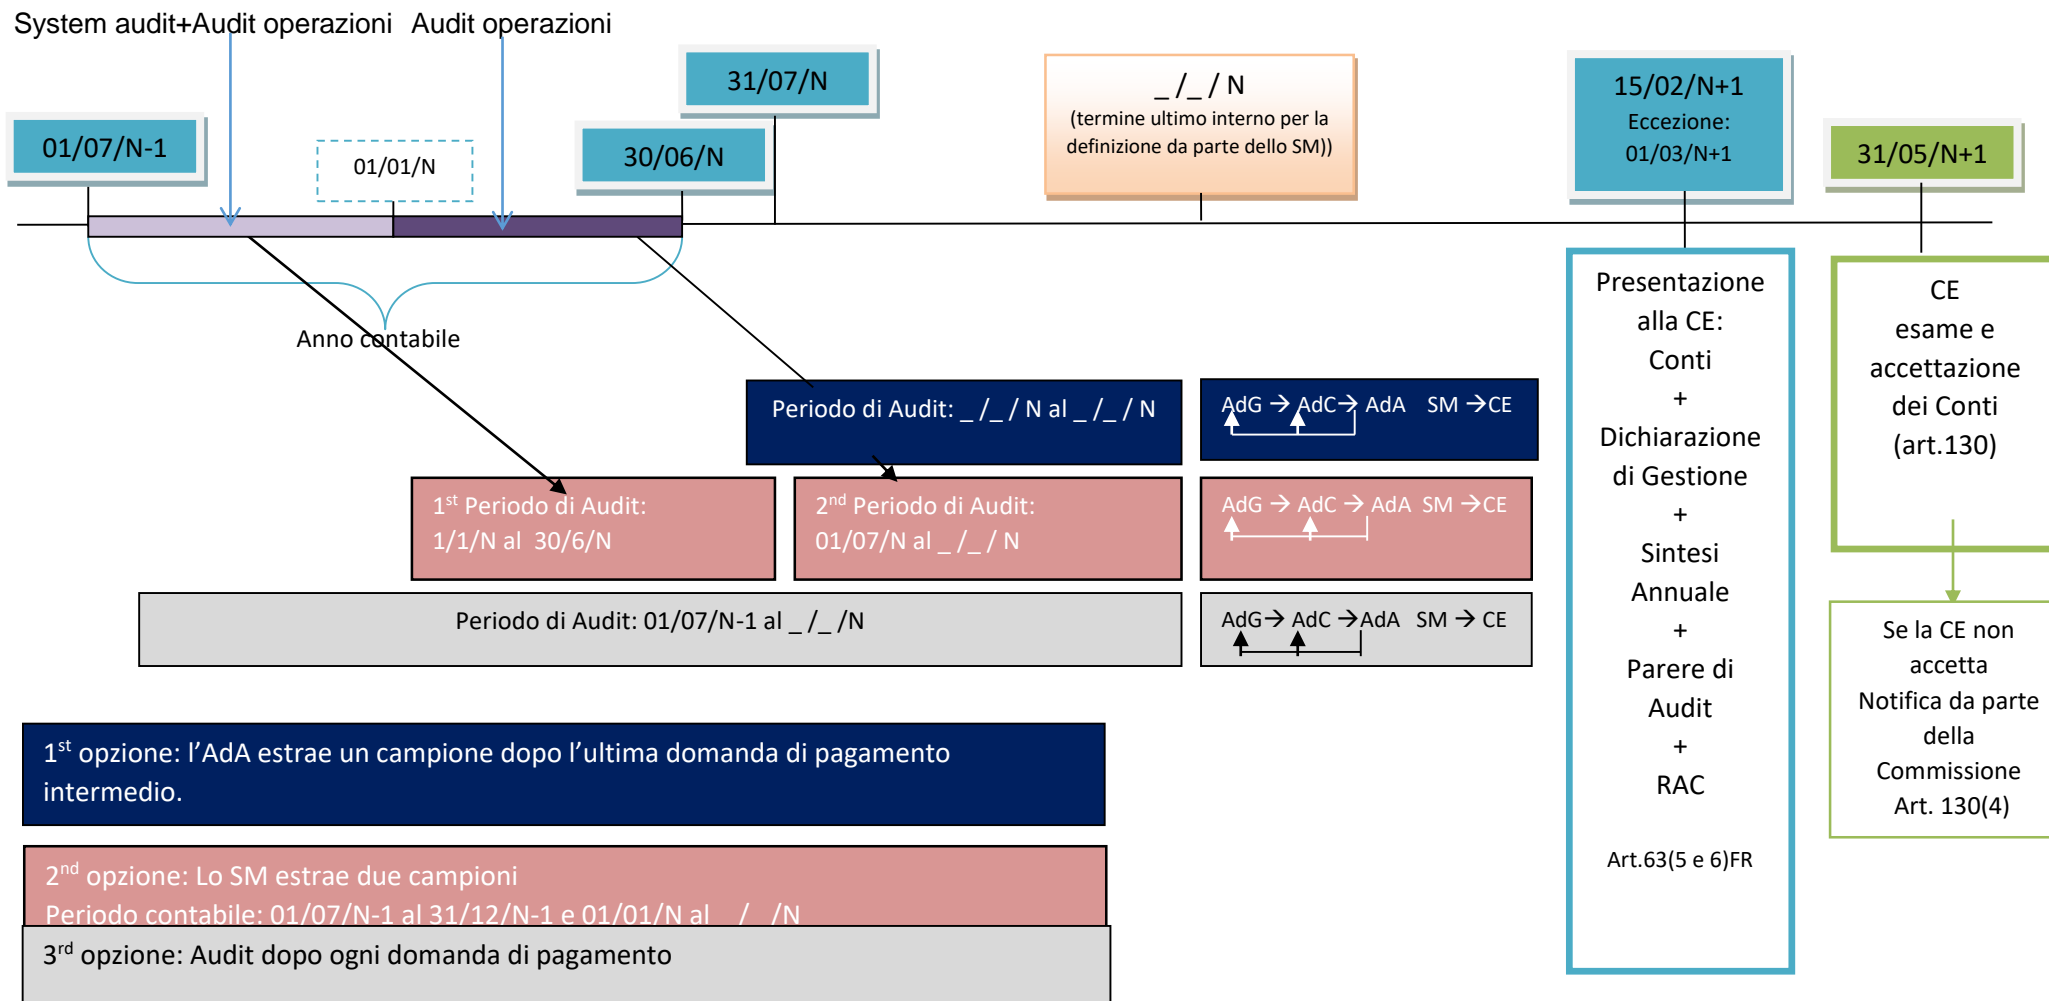 System audit+Audit operazioni Audit operazioni
01/07/N-1
01/01/N
30/06/N
31/07/N
_ /_ / N
(termine ultimo interno per la
definizione da parte dello SM))
15/02/N+1
Eccezione:
01/03/N+1
31/05/N+1
Anno contabile
Periodo di Audit: _ /_ / N al _ /_ / N
AdG → AdC→ AdA SM →CE
1st Periodo di Audit:
1/1/N al 30/6/N
2nd Periodo di Audit:
01/07/N al _ /_ / N
AdG → AdC → AdA SM →CE
Periodo di Audit: 01/07/N-1 al _ /_ /N
AdG→ AdC →AdA SM → CE
Presentazione
alla CE:
Conti
+
Dichiarazione
di Gestione
+
Sintesi
Annuale
+
Parere di
Audit
+
RAC
Art.63(5 e 6)FR
CE
esame e
accettazione
dei Conti
(art.130)
Se la CE non
accetta
Notifica da parte
della
Commissione
Art. 130(4)
1st opzione: l’AdA estrae un campione dopo l’ultima domanda di pagamento
intermedio.
2nd opzione: Lo SM estrae due campioni
Periodo contabile: 01/07/N-1 al 31/12/N-1 e 01/01/N al _ /_ /N
3rd opzione: Audit dopo ogni domanda di pagamento